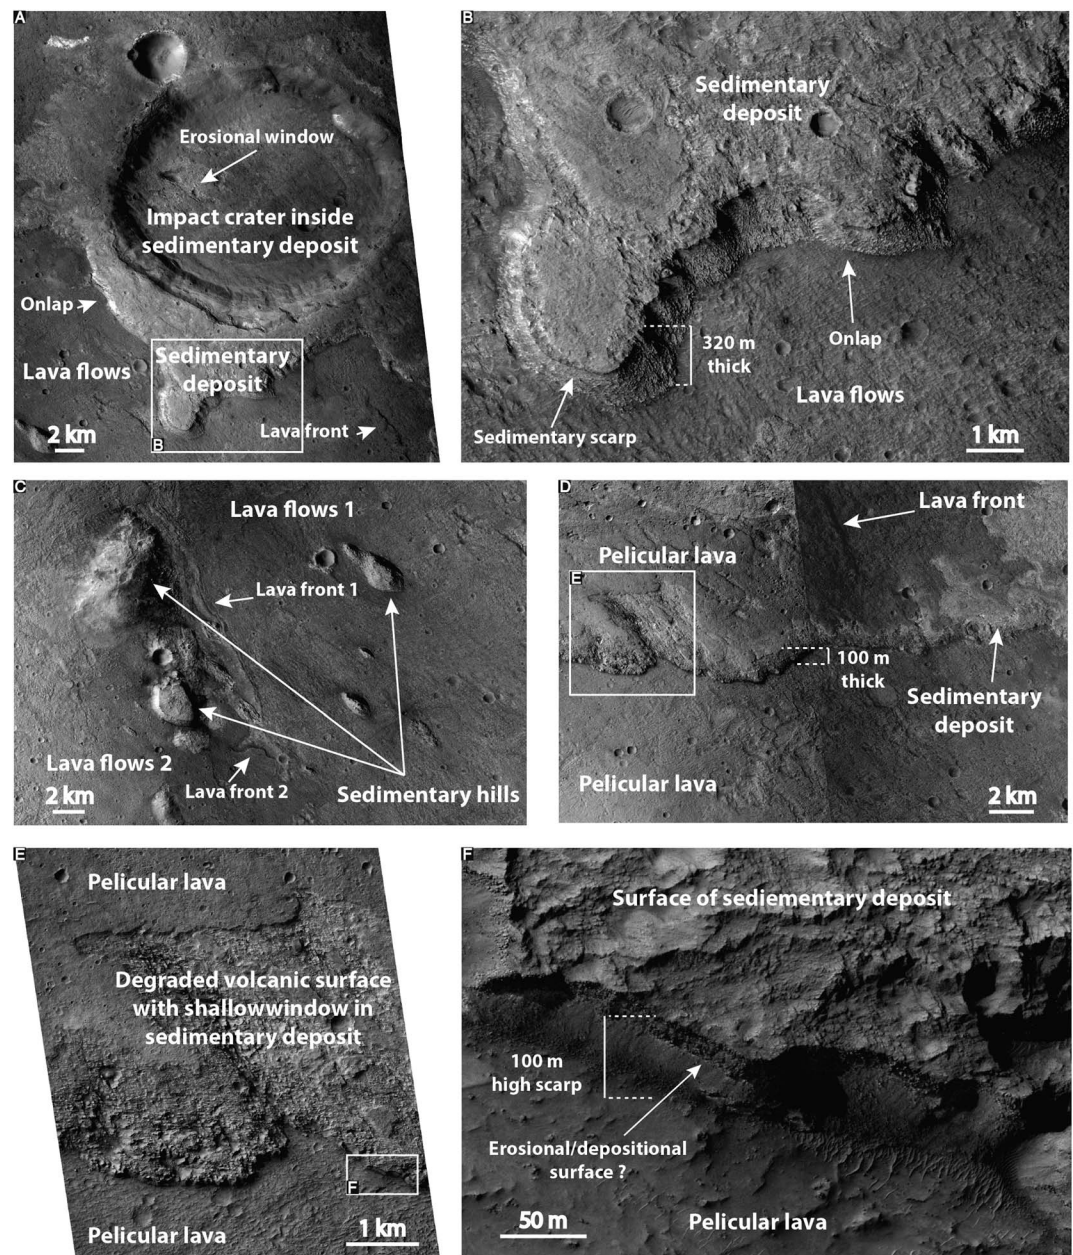 A
Erosional window
Impact crater inside
sedimentary deposit
Onlap
Lava flows
Sedimentary
deposit
Lava front
2 km
B
B
Sedimentary
deposit
320 m
thick
Onlap
Lava flows
Sedimentary scarp
1 km
C
Lava flows 1
Lava front 1
Lava flows 2
Lava front 2
Sedimentary hills
2 km
D
Lava front
Pelicular lava
E
100 m
thick
Sedimentary
deposit
Pelicular lava
2 km
E
Pelicular lava
Degraded volcanic surface
with shallowwindow in
sedimentary deposit
F
Pelicular lava
1 km
F
Surface of sediementary deposit
100 m
high scarp
Erosional/depositional
surface ?
50 m
Pelicular lava